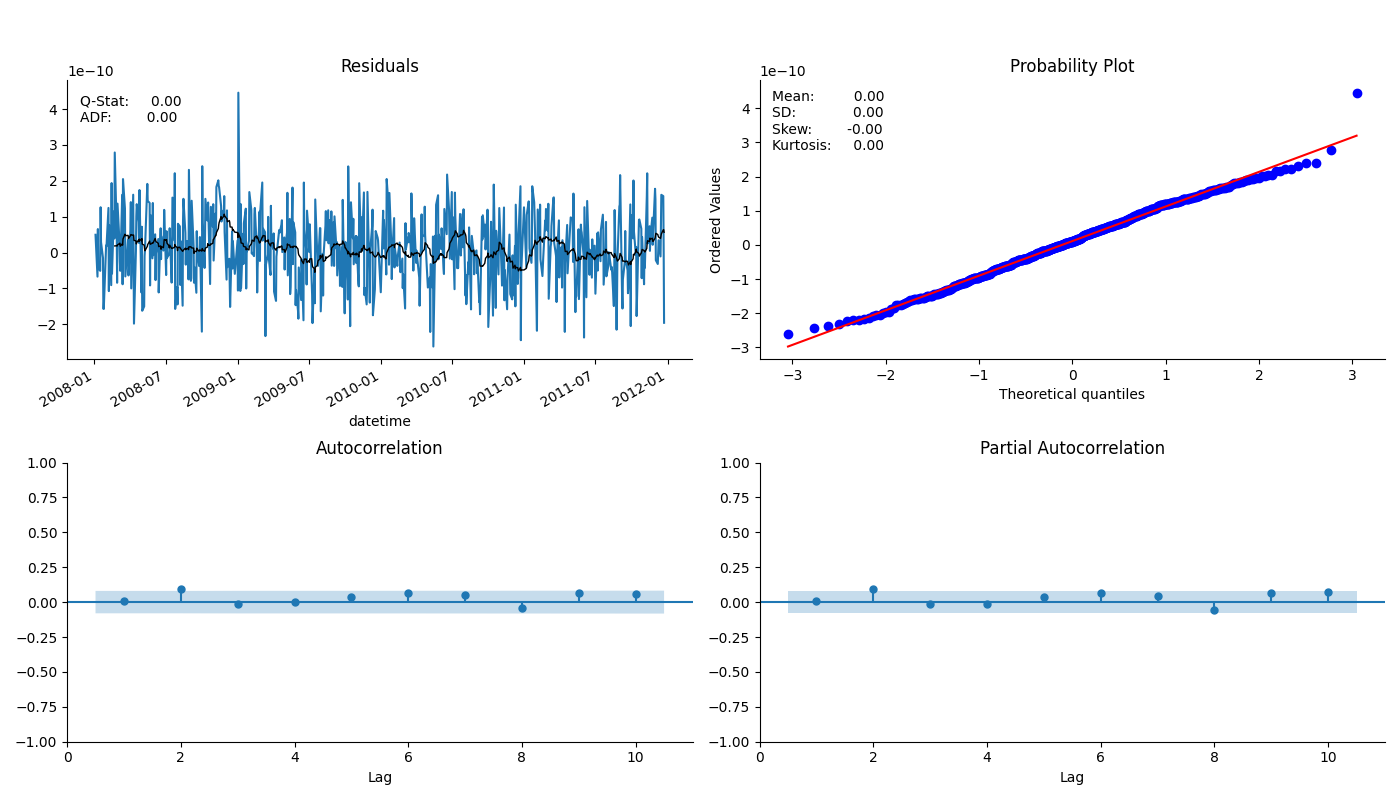 Residuals
1e−10
Q-Stat: 0.00
ADF: 0.00
4
3
2
1
0
−1
−2
2008-01 2008-07 2009-01 2009-07 2010-01 2010-07 2011-01 2011-07 2012-01
datetime
Probability Plot
1e−10
Mean: 0.00
SD: 0.00
Skew: -0.00
Kurtosis: 0.00
Ordered Values
4
3
2
1
0
−1
−2
−3
−3 −2 −1 0 1 2 3
Theoretical quantiles
Autocorrelation
1.00
0.75
0.50
0.25
0.00
−0.25
−0.50
−0.75
−1.00
0 2 4 6 8 10
Lag
Partial Autocorrelation
1.00
0.75
0.50
0.25
0.00
−0.25
−0.50
−0.75
−1.00
0 2 4 6 8 10
Lag